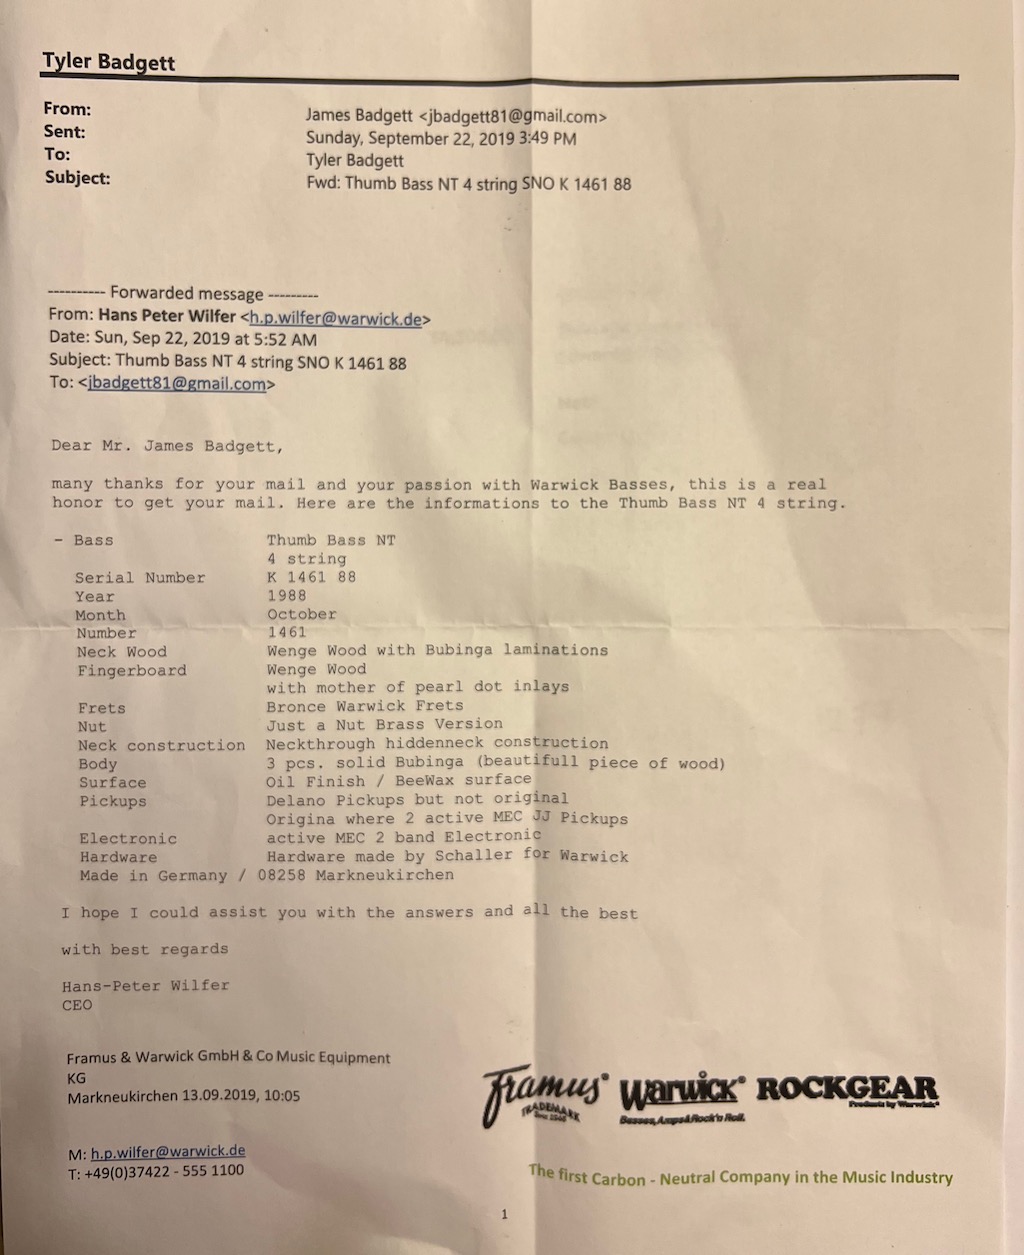 Tyler Badgett
From: James Badgett <jbadgett81@gmail.com>
Sent: Sunday, September 22, 2019 3:49 PM
To: Tyler Badgett
Subject: Fwd: Thumb Bass NT 4 string SNO K 1461 88
---------- Forwarded message ---------
From: Hans Peter Wilfer <h.p.wilfer@warwick.de>
Date: Sun, Sep 22, 2019 at 5:52 AM
Subject: Thumb Bass NT 4 string SNO K 1461 88
To: <jbadgett81@gmail.com>
Dear Mr. James Badgett,
many thanks for your mail and your passion with Warwick Basses, this is a real
honor to get your mail. Here are the informations to the Thumb Bass NT 4 string.
- Bass Thumb Bass NT
4 string
Serial Number K 1461 88
Year 1988
Month October
Number 1461
Neck Wood Wenge Wood with Bubinga laminations
Fingerboard Wenge Wood
with mother of pearl dot inlays
Frets Bronce Warwick Frets
Nut Just a Nut Brass Version
Neck construction Neckthrough hiddenneck construction
Body 3 pcs. solid Bubinga (beautifull piece of wood)
Surface Oil Finish / BeeWax surface
Pickups Delano Pickups but not original
Origina where 2 active MEC JJ Pickups
Electronic active MEC 2 band Electronic
Hardware Hardware made by Schaller for Warwick
Made in Germany / 08258 Markneukirchen
I hope I could assist you with the answers and all the best
with best regards
Hans-Peter Wilfer
CEO
Framus & Warwick GmbH & Co Music Equipment
KG
Markneukirchen 13.09.2019, 10:05
Framus® Warwick® ROCKGEAR
TRADEMARK Products by Warwick®
Since 1946 Basses, Amps & Rock'n Roll.
M: h.p.wilfer@warwick.de
T: +49(0)37422 - 555 1100
The first Carbon - Neutral Company in the Music Industry
1